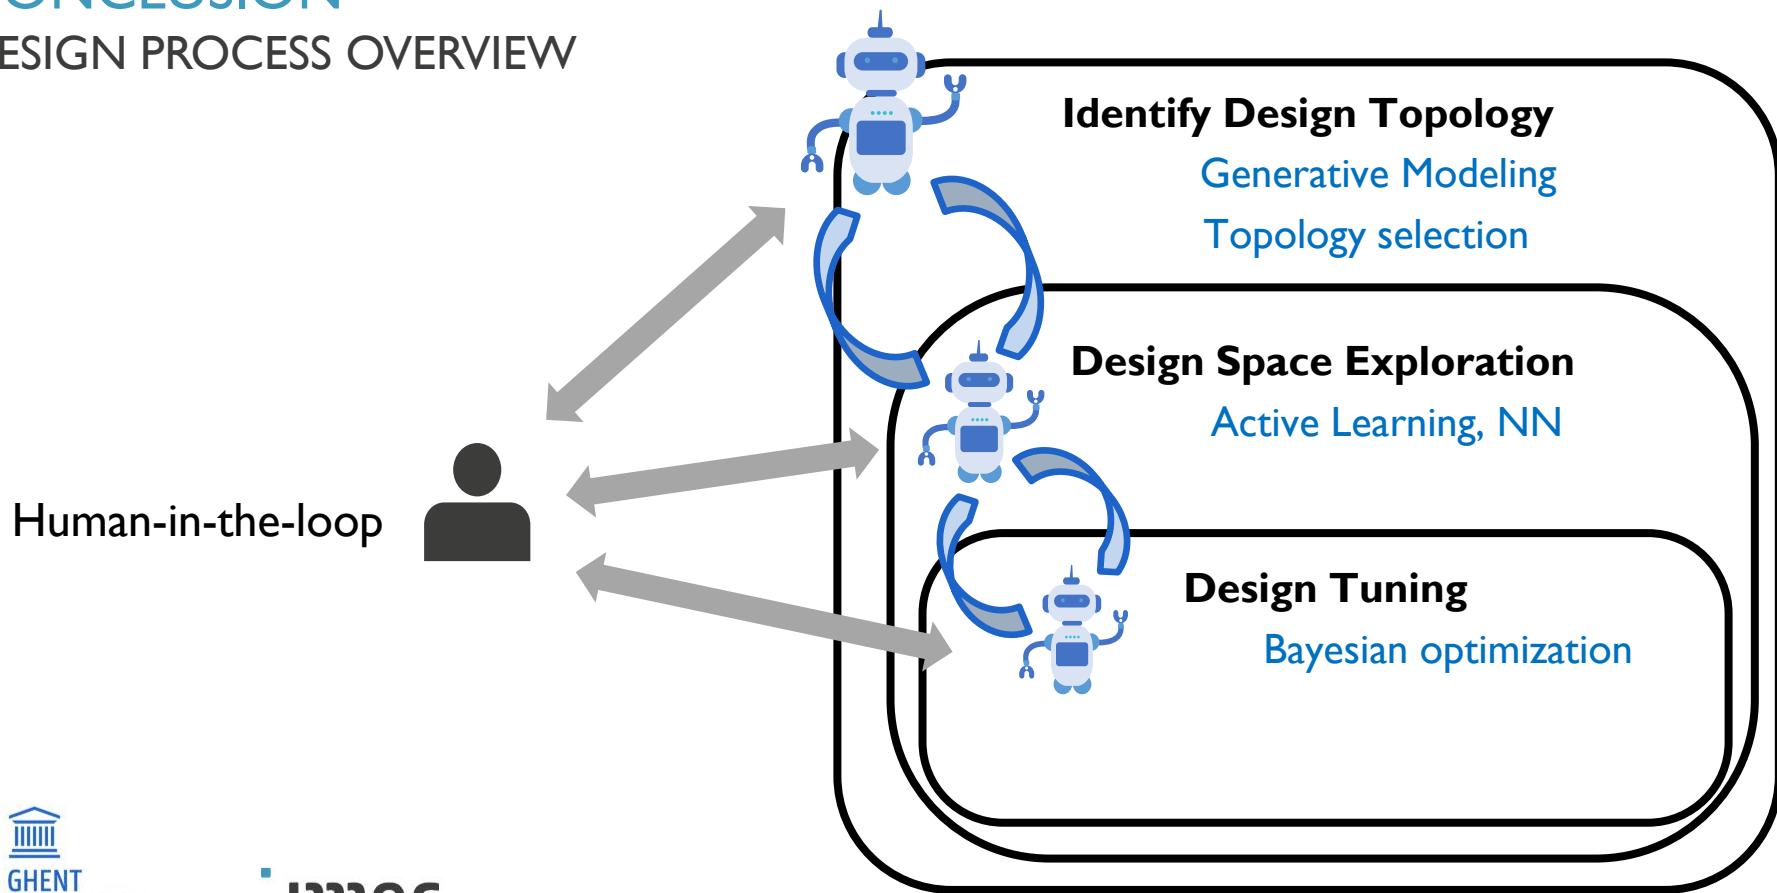 ONCLUSION
ESIGN PROCESS OVERVIEW
Identify Design Topology
Generative Modeling
Topology selection
Design Space Exploration
Active Learning, NN
Human-in-the-loop
Design Tuning
Bayesian optimization
GHENT